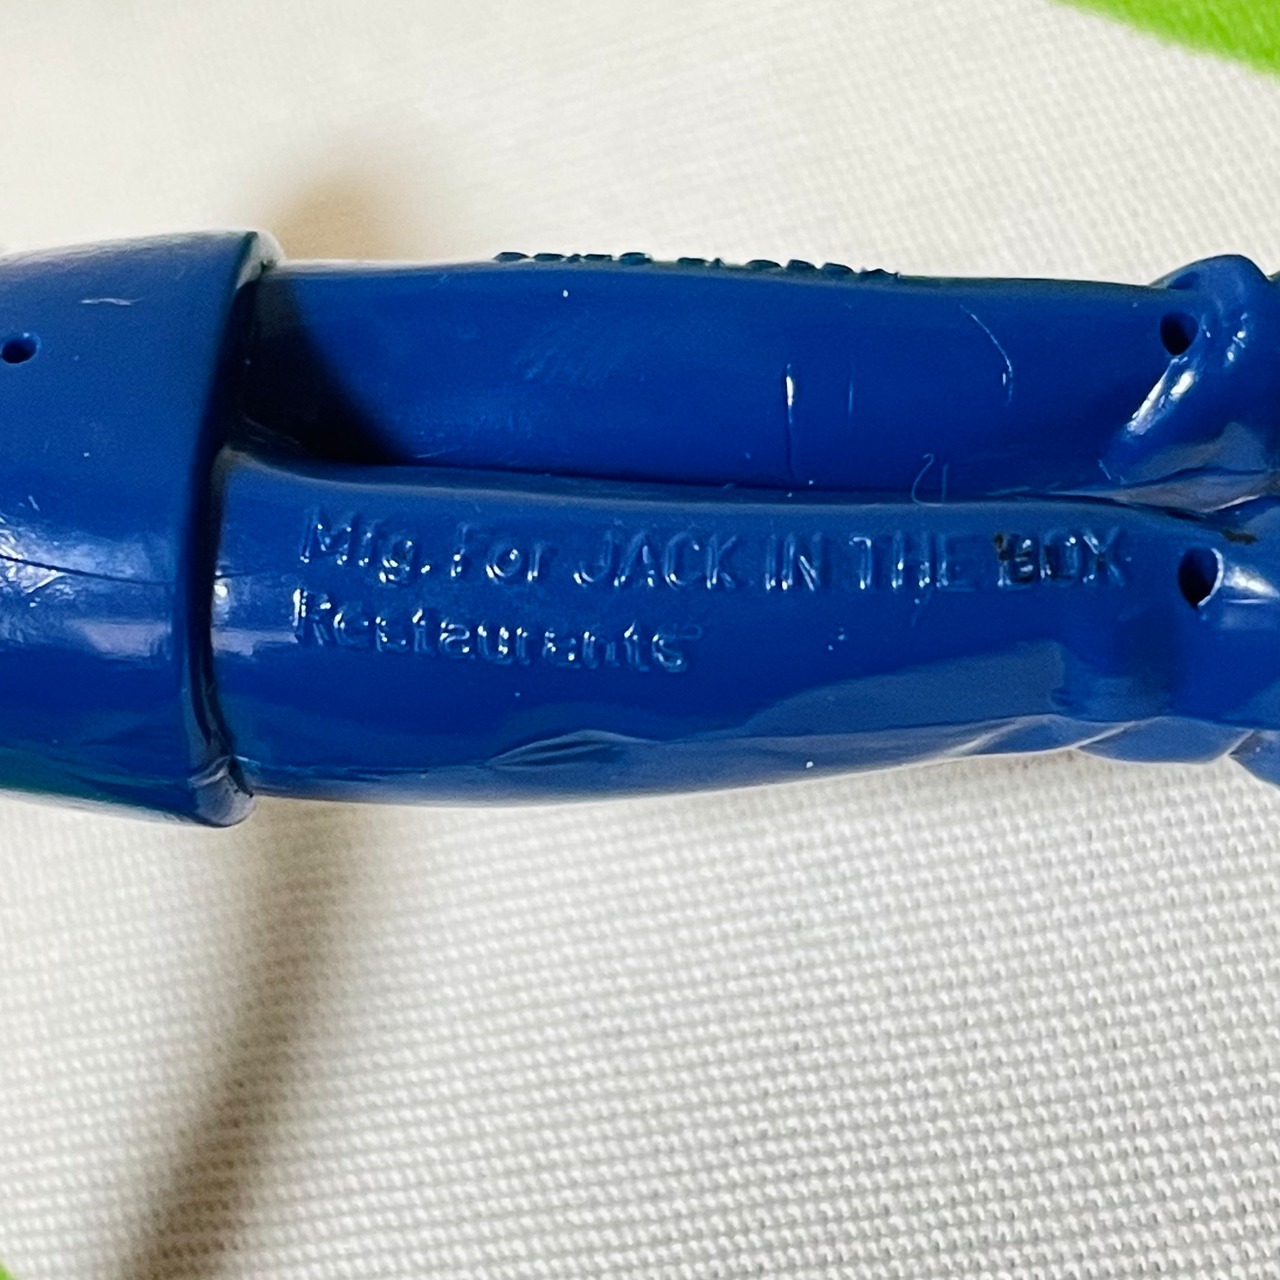 Mfg. For JACK IN THE BOX
Restaurants